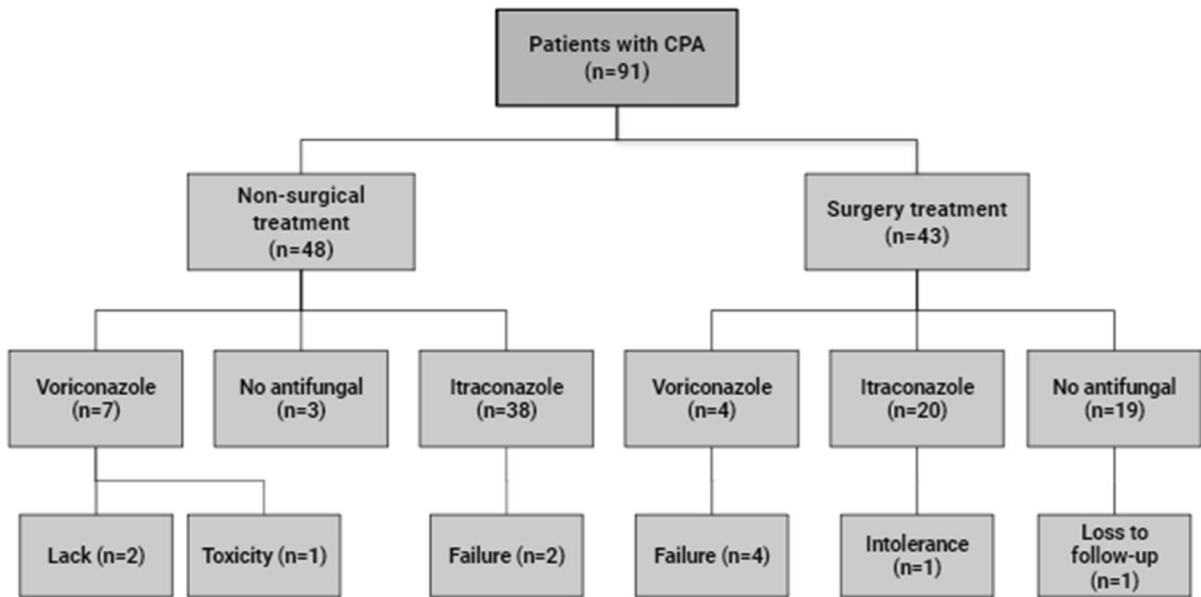 Patients with CPA
(n=91)
Non-surgical
treatment
(n=48)
Surgery treatment
(n=43)
Voriconazole
(n=7)
No antifungal
(n=3)
Itraconazole
(n=38)
Voriconazole
(n=4)
Itraconazole
(n=20)
No antifungal
(n=19)
Lack (n=2)
Toxicity (n=1)
Failure (n=2)
Failure (n=4)
Intolerance
(n=1)
Loss to
follow-up
(n=1)